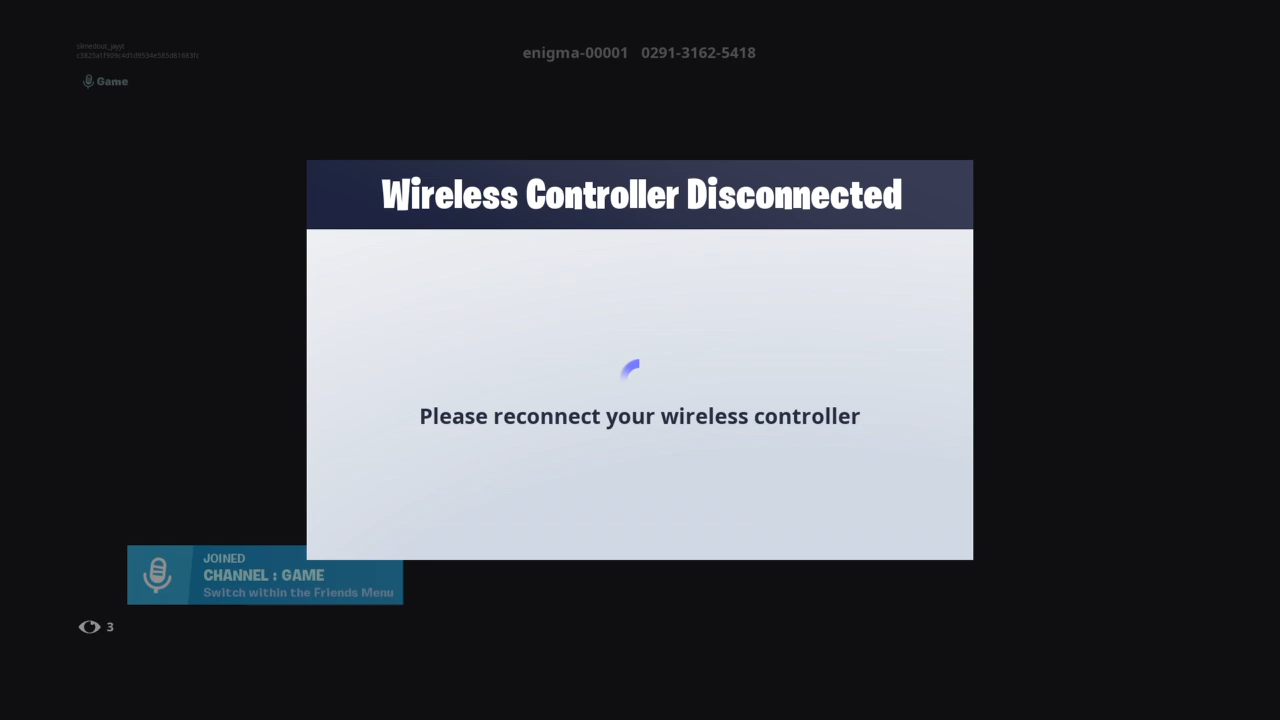 slimedout_jayyt
enigma-00001 0291-3162-5418
Game
Wireless Controller Disconnected
Please reconnect your wireless controller
JOINED
CHANNEL : GAME
Switch within the Friends Menu
3